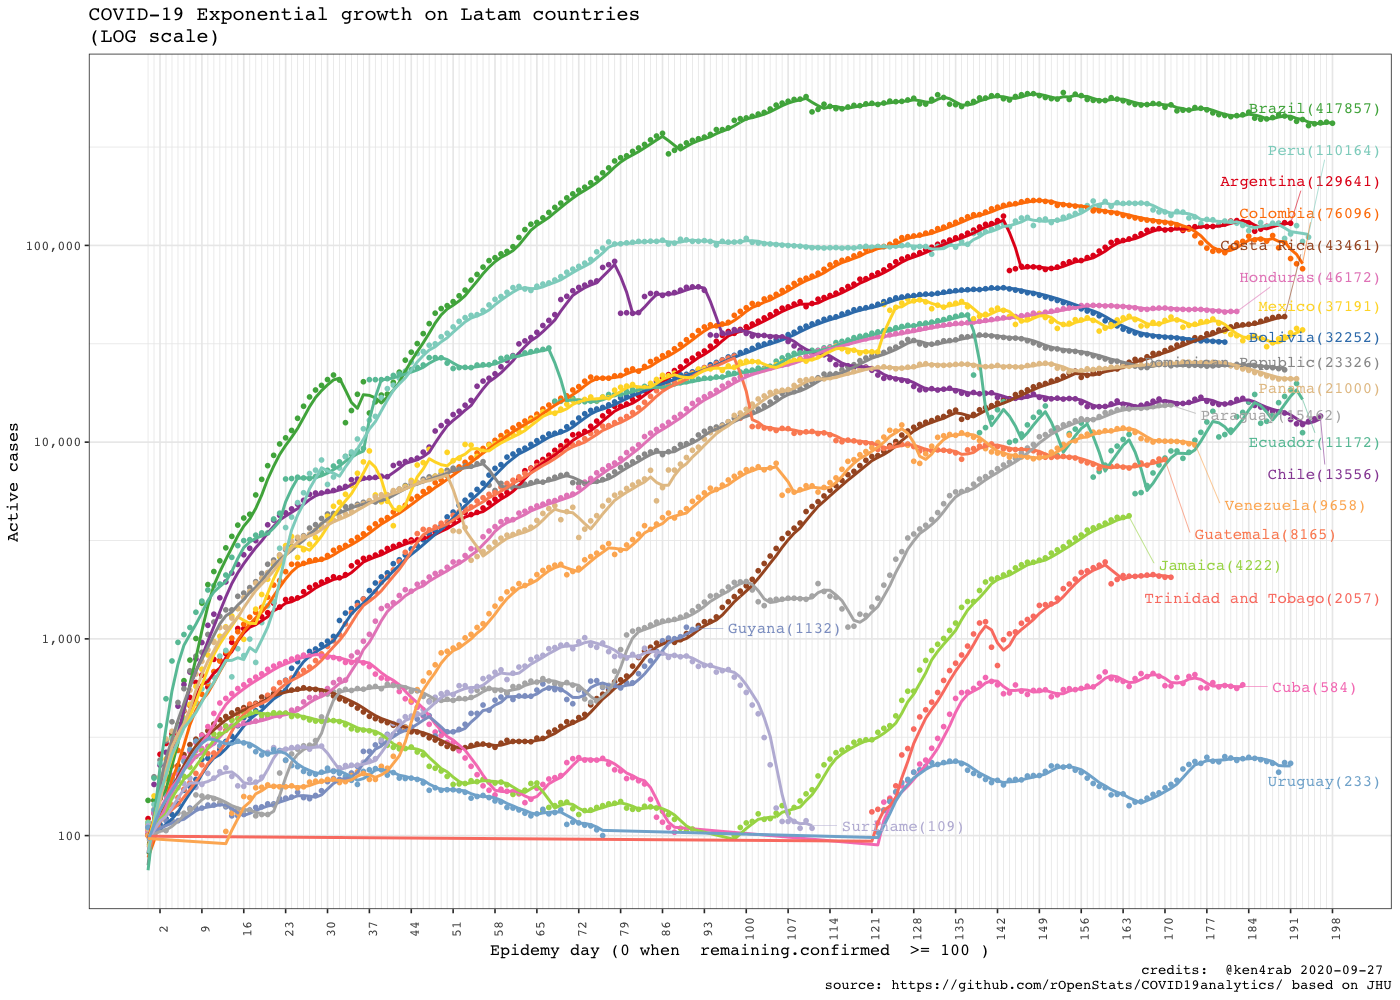 COVID-19 Exponential growth on Latam countries
(LOG scale)
Active cases
100,000
10,000
1,000
100
Brazil(417857)
Peru(110164)
Argentina(129641)
Colombia(76096)
Costa Rica(43461)
Honduras(46172)
Mexico(37191)
Bolivia(32252)
Dominican Republic(23326)
Panama(21000)
Paraguay(15462)
Ecuador(11172)
Chile(13556)
Venezuela(9658)
Guatemala(8165)
Jamaica(4222)
Trinidad and Tobago(2057)
Guyana(1132)
Cuba(584)
Uruguay(233)
Suriname(109)
2 9 16 23 30 37 44 51 58 65 72 79 86 93 100 107 114 121 128 135 142 149 156 163 170 177 184 191 198
Epidemy day (0 when  remaining.confirmed  >= 100 )
credits:  @ken4rab 2020-09-27
source: https://github.com/rOpenStats/COVID19analytics/ based on JHU